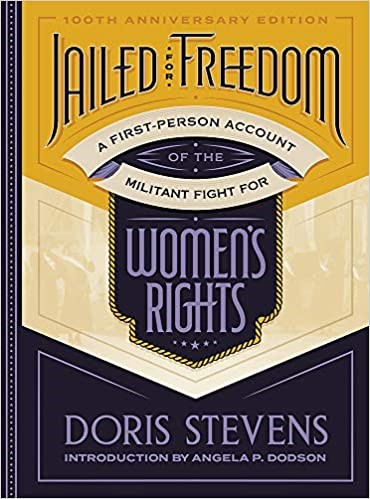 100TH ANNIVERSARY EDITION
JAILED FOR FREEDOM
A FIRST-PERSON ACCOUNT
OF THE
MILITANT FIGHT FOR
WOMEN'S
RIGHTS
DORIS STEVENS
INTRODUCTION BY ANGELA P. DODSON